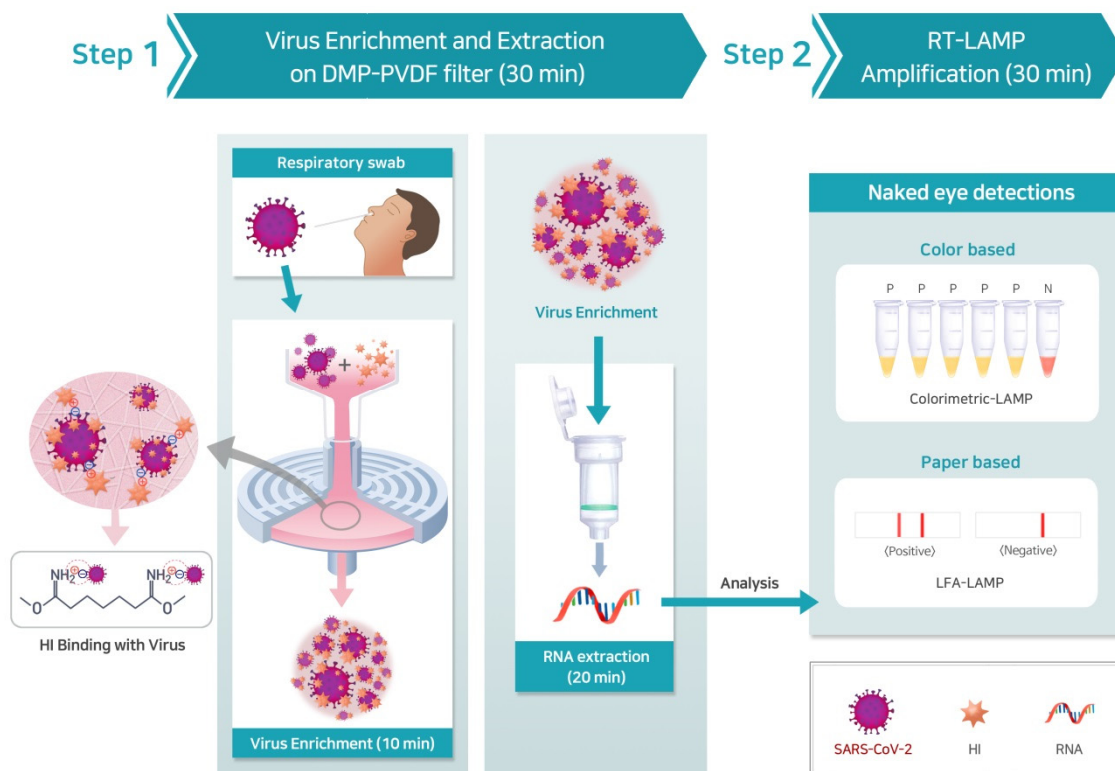 Step 1
Virus Enrichment and Extraction
on DMP-PVDF filter (30 min)
Step 2
RT-LAMP
Amplification (30 min)
Respiratory swab
+
Virus Enrichment (10 min)
NH₂ ⊕ ⊖ NH₂ ⊕ ⊖
O O
HI Binding with Virus
Virus Enrichment
RNA extraction
(20 min)
Analysis
Naked eye detections
Color based
P P P P P N
Colorimetric-LAMP
Paper based
〈Positive〉 〈Negative〉
LFA-LAMP
SARS-CoV-2 HI RNA